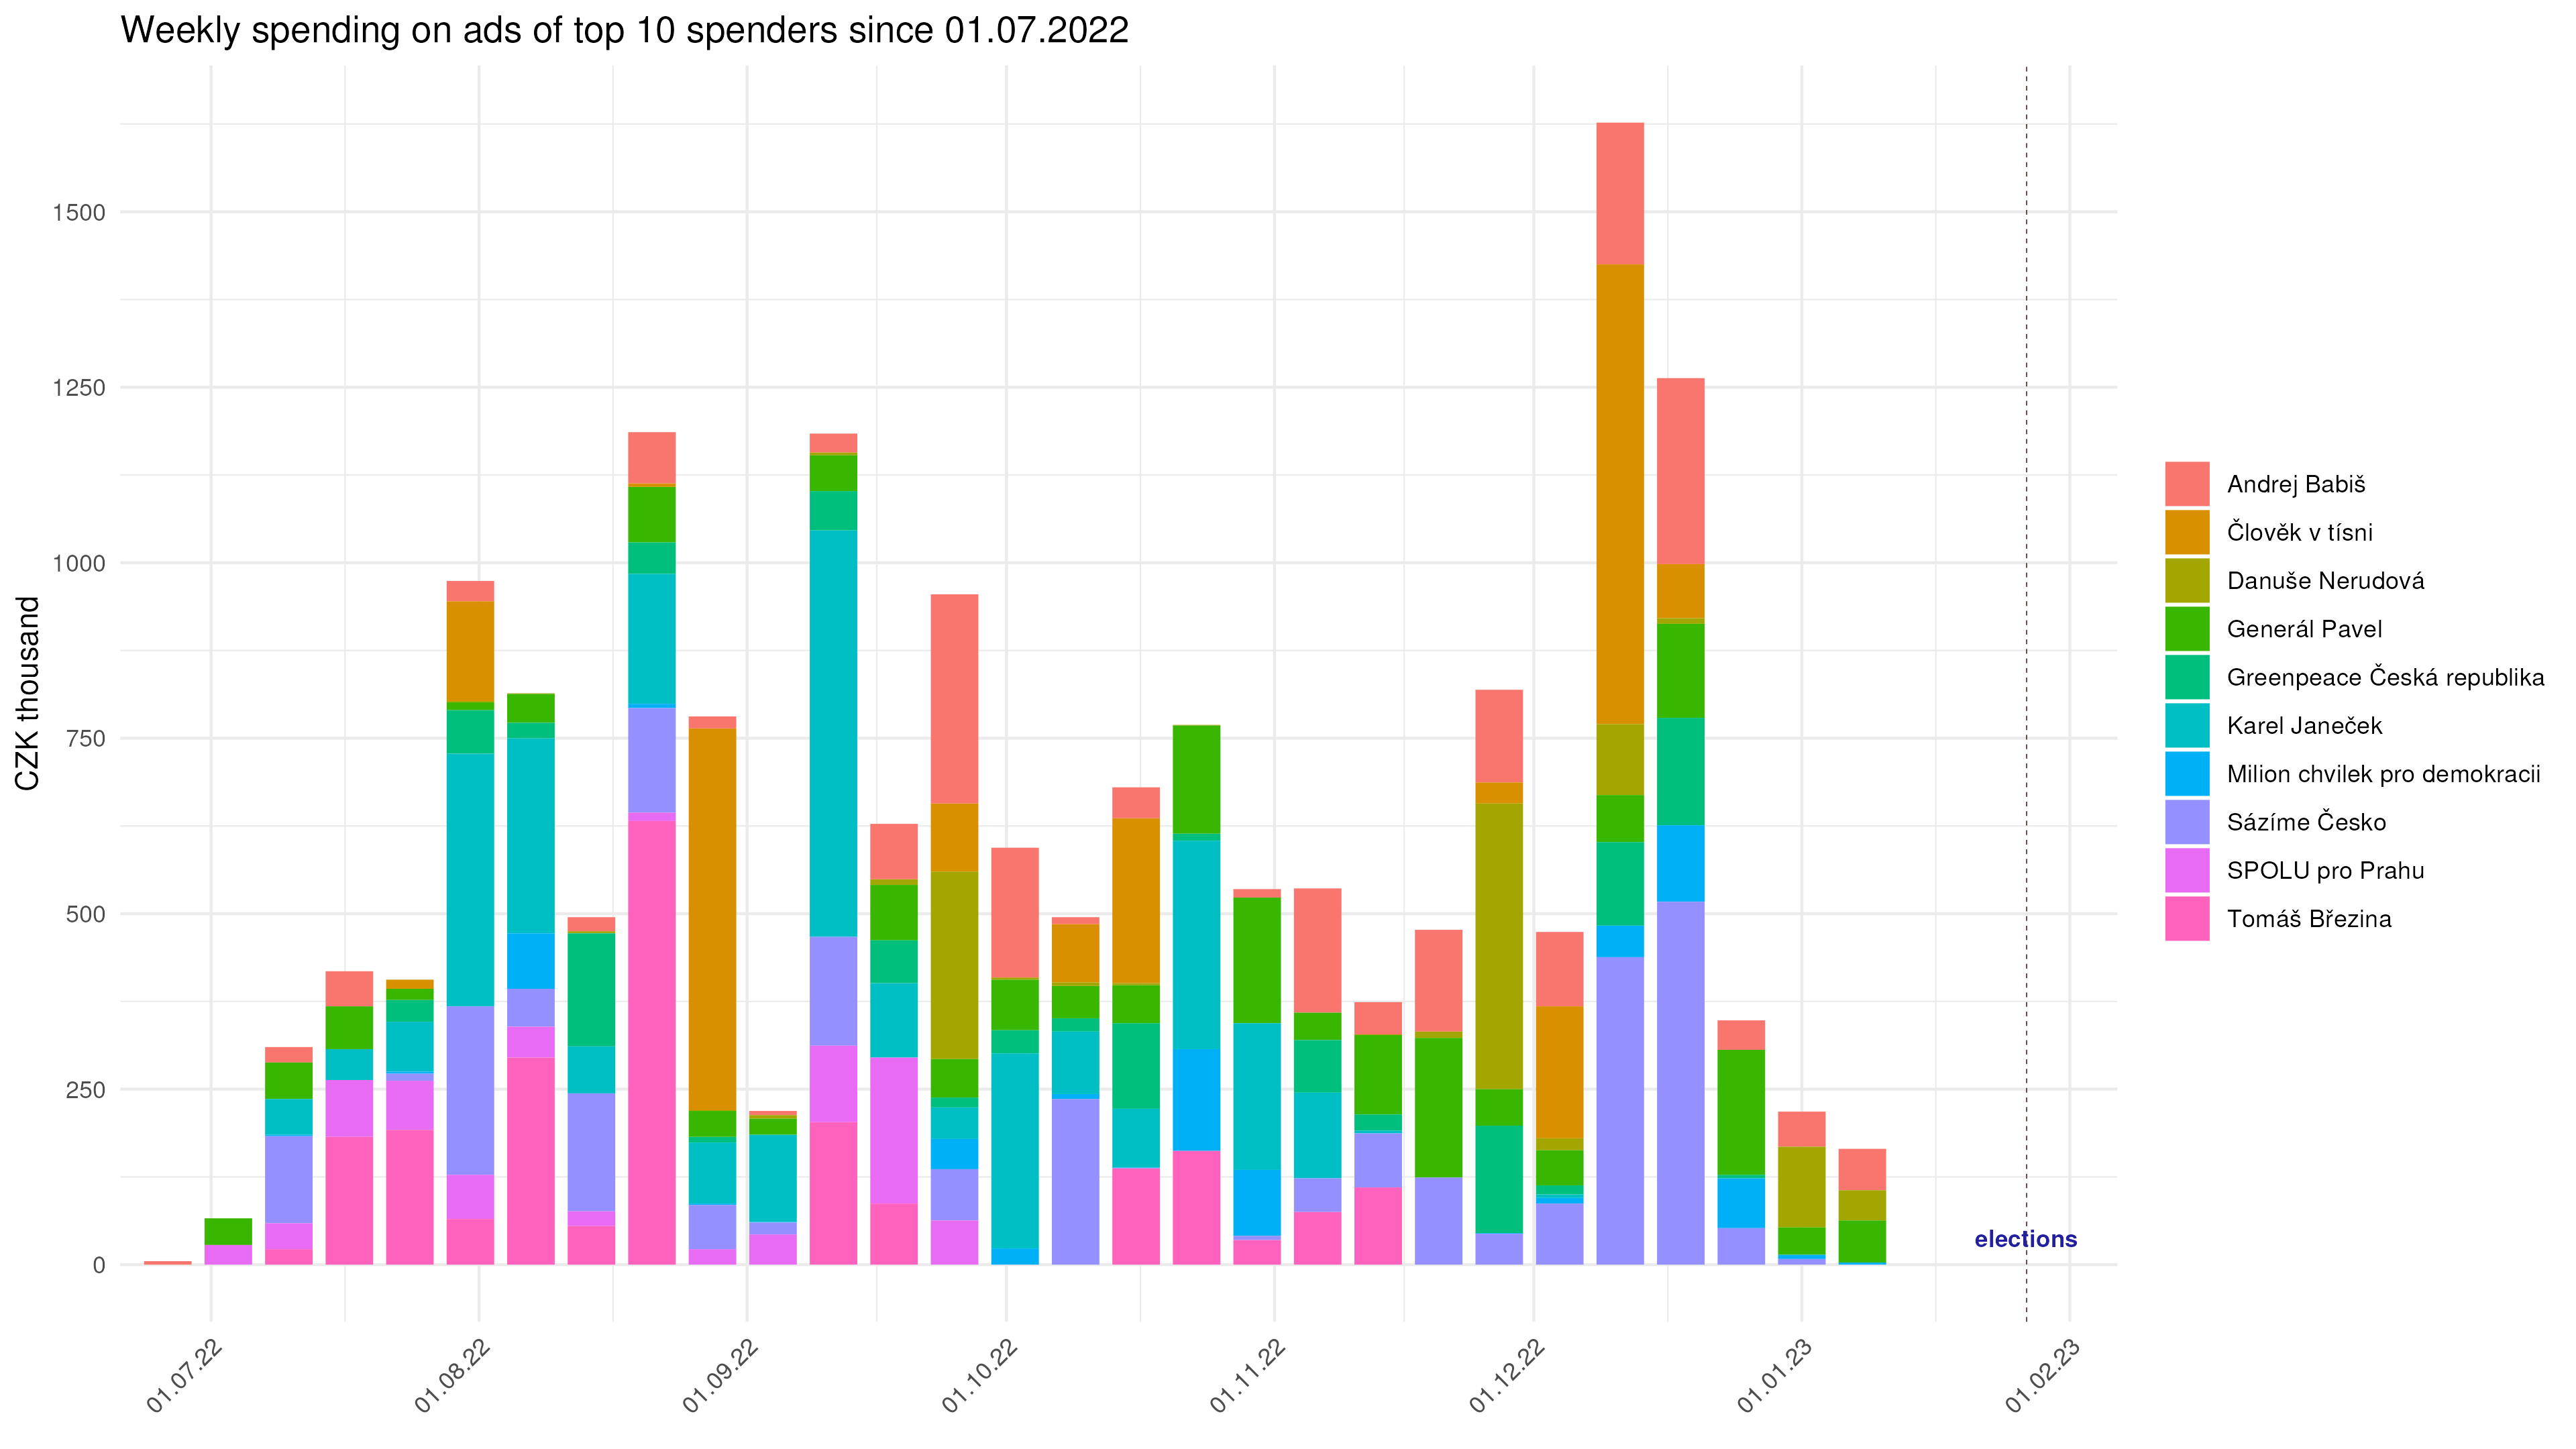 Weekly spending on ads of top 10 spenders since 01.07.2022
CZK thousand
1500
1250
1000
750
500
250
0
elections
01.07.22
01.08.22
01.09.22
01.10.22
01.11.22
01.12.22
01.01.23
01.02.23
Andrej Babiš
Člověk v tísni
Danuše Nerudová
Generál Pavel
Greenpeace Česká republika
Karel Janeček
Milion chvilek pro demokracii
Sázíme Česko
SPOLU pro Prahu
Tomáš Březina